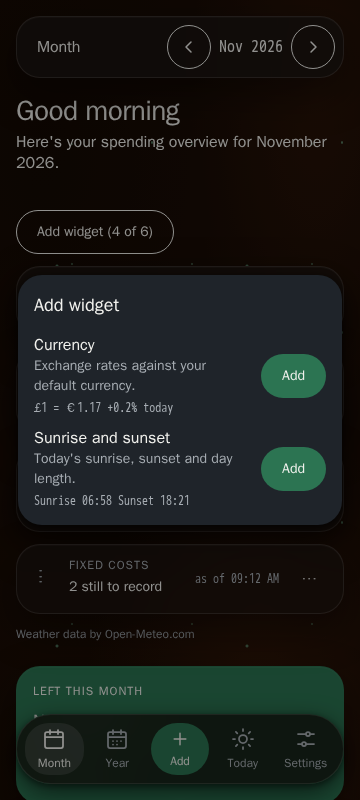 Month
Nov 2026
Good morning
Here's your spending overview for November
2026.
Add widget (4 of 6)
Add widget
Currency
Exchange rates against your
default currency.
£1 = €1.17 +0.2% today
Add
Sunrise and sunset
Today's sunrise, sunset and day
length.
Sunrise 06:58 Sunset 18:21
Add
FIXED COSTS
2 still to record
as of 09:12 AM
Weather data by Open-Meteo.com
LEFT THIS MONTH
Month
Year
Add
Today
Settings